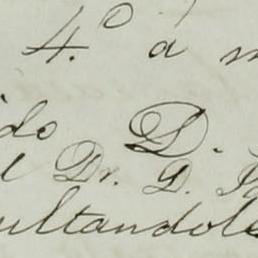 4.º á
do D.
l Dr. D.
ultandole